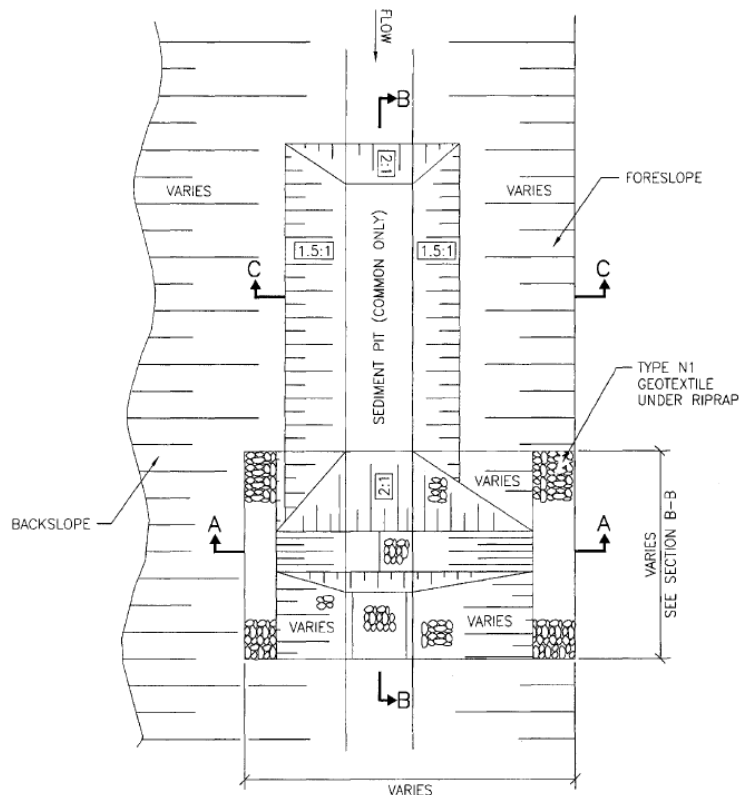 FLOW
B
2:1
VARIES
VARIES
FORESLOPE
1.5:1
1.5:1
C
C
SEDIMENT PIT (COMMON ONLY)
TYPE N1
GEOTEXTILE
UNDER RIPRAP
VARIES
2:1
BACKSLOPE
A
A
VARIES
SEE SECTION B-B
VARIES
VARIES
B
VARIES